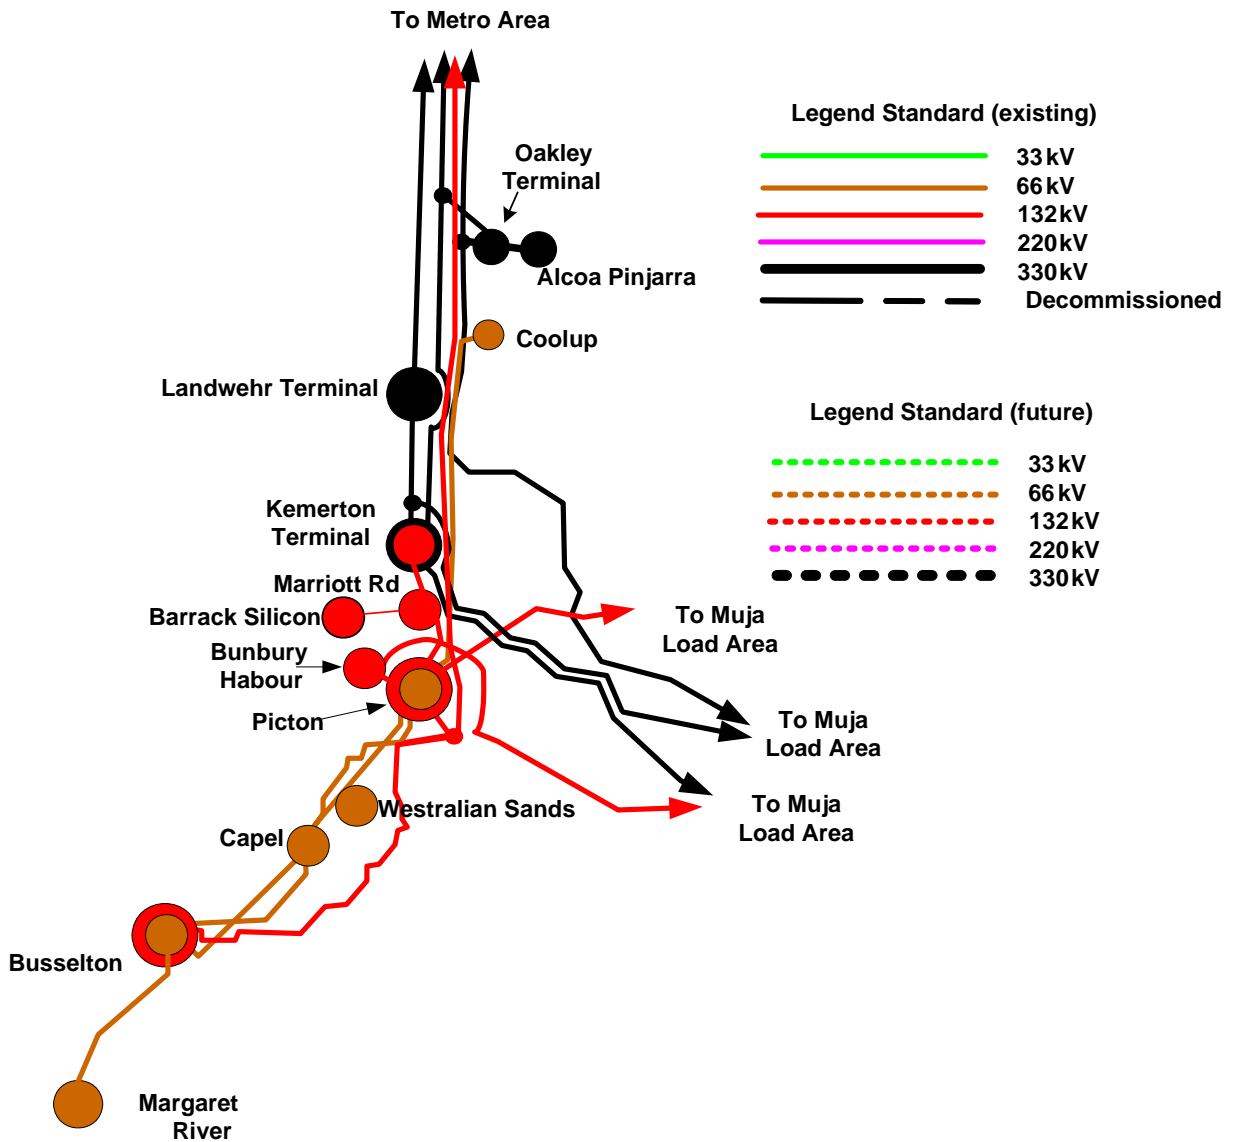 To Metro Area
Legend Standard (existing)
33 kV
66 kV
132 kV
220 kV
330 kV
Decommissioned
Oakley
Terminal
Alcoa Pinjarra
Coolup
Landwehr Terminal
Legend Standard (future)
33 kV
66 kV
132 kV
220 kV
330 kV
Kemerton
Terminal
Marriott Rd
Barrack Silicon
Bunbury
Habour
Picton
To Muja
Load Area
To Muja
Load Area
To Muja
Load Area
Westralian Sands
Capel
Busselton
Margaret
River